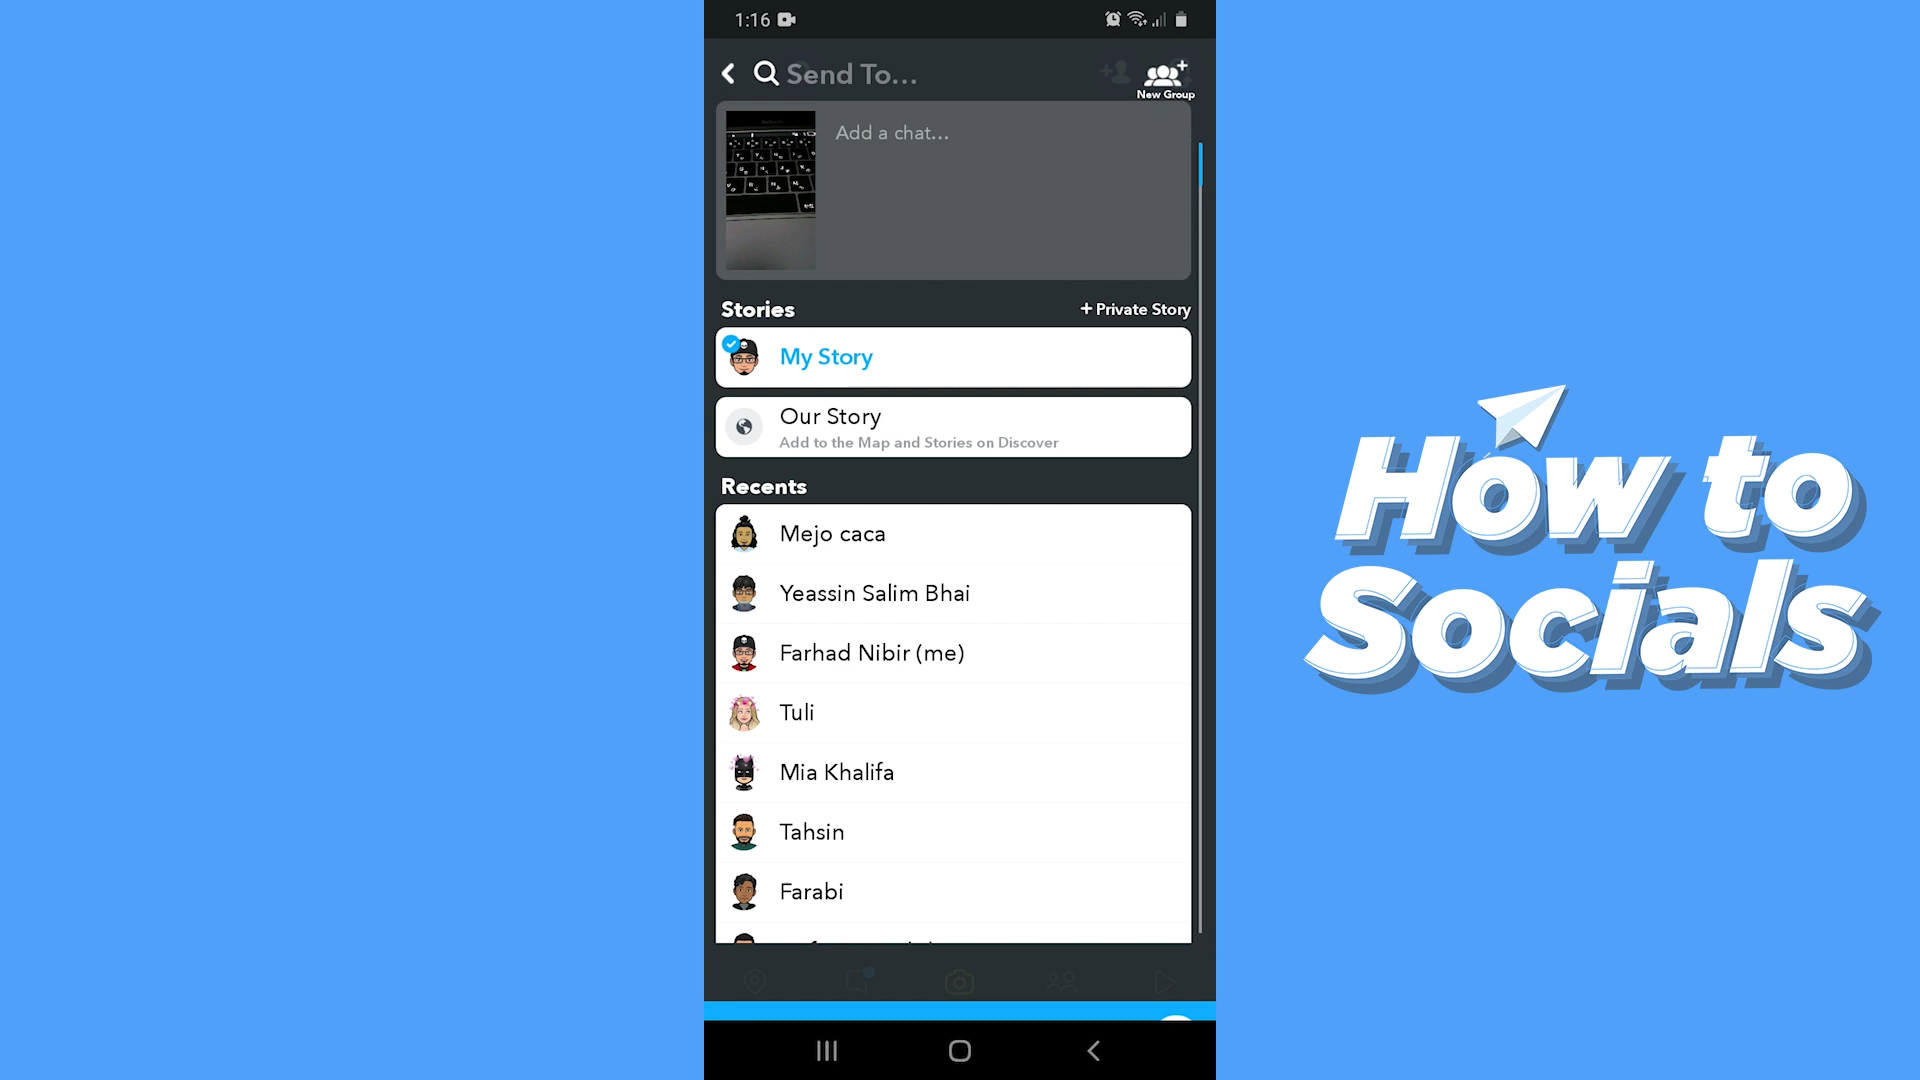 1:16
Send To...
New Group
Add a chat...
Stories
+ Private Story
My Story
Our Story
Add to the Map and Stories on Discover
Recents
Mejo caca
Yeassin Salim Bhai
Farhad Nibir (me)
Tuli
Mia Khalifa
Tahsin
Farabi
How to
Socials